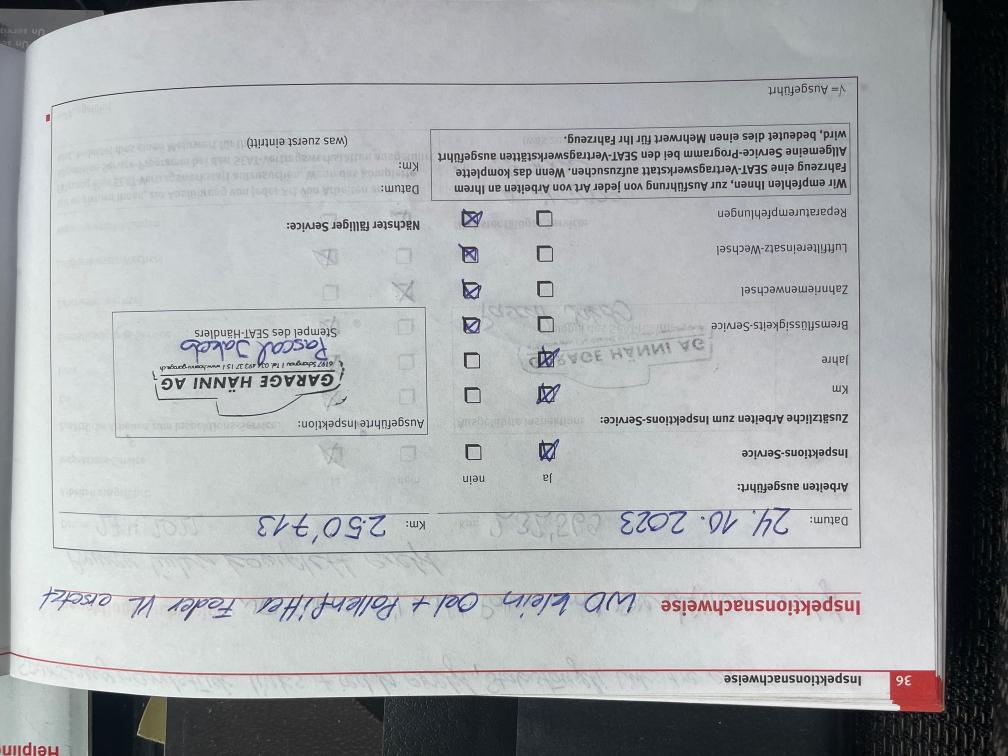 36 Inspektionsnachweise
Inspektionsnachweise WD klein Oel + Pollenfilter Feder VL ersetzt
Datum: 24. 10. 2023 Km: 250'713
Arbeiten ausgeführt: Ja nein
Inspektions-Service
Ausgeführte Inspektion:
Zusätzliche Arbeiten zum Inspektions-Service:
Km
Jahre
Bremsflüssigkeits-Service
Zahnriemenwechsel
Luftfiltereinsatz-Wechsel
Reparaturempfehlungen
GARAGE HÄNNI AG
Pascal Jakob
Stempel des SEAT-Händlers
Nächster fälliger Service:
Datum:
Km:
(was zuerst eintritt)
Wir empfehlen Ihnen, zur Ausführung von jeder Art von Arbeiten an Ihrem
Fahrzeug eine SEAT-Vertragswerkstatt aufzusuchen. Wenn das komplette
Allgemeine Service-Programm bei den SEAT-Vertragswerkstätten ausgeführt
wird, bedeutet dies einen Mehrwert für Ihr Fahrzeug.
√= Ausgeführt